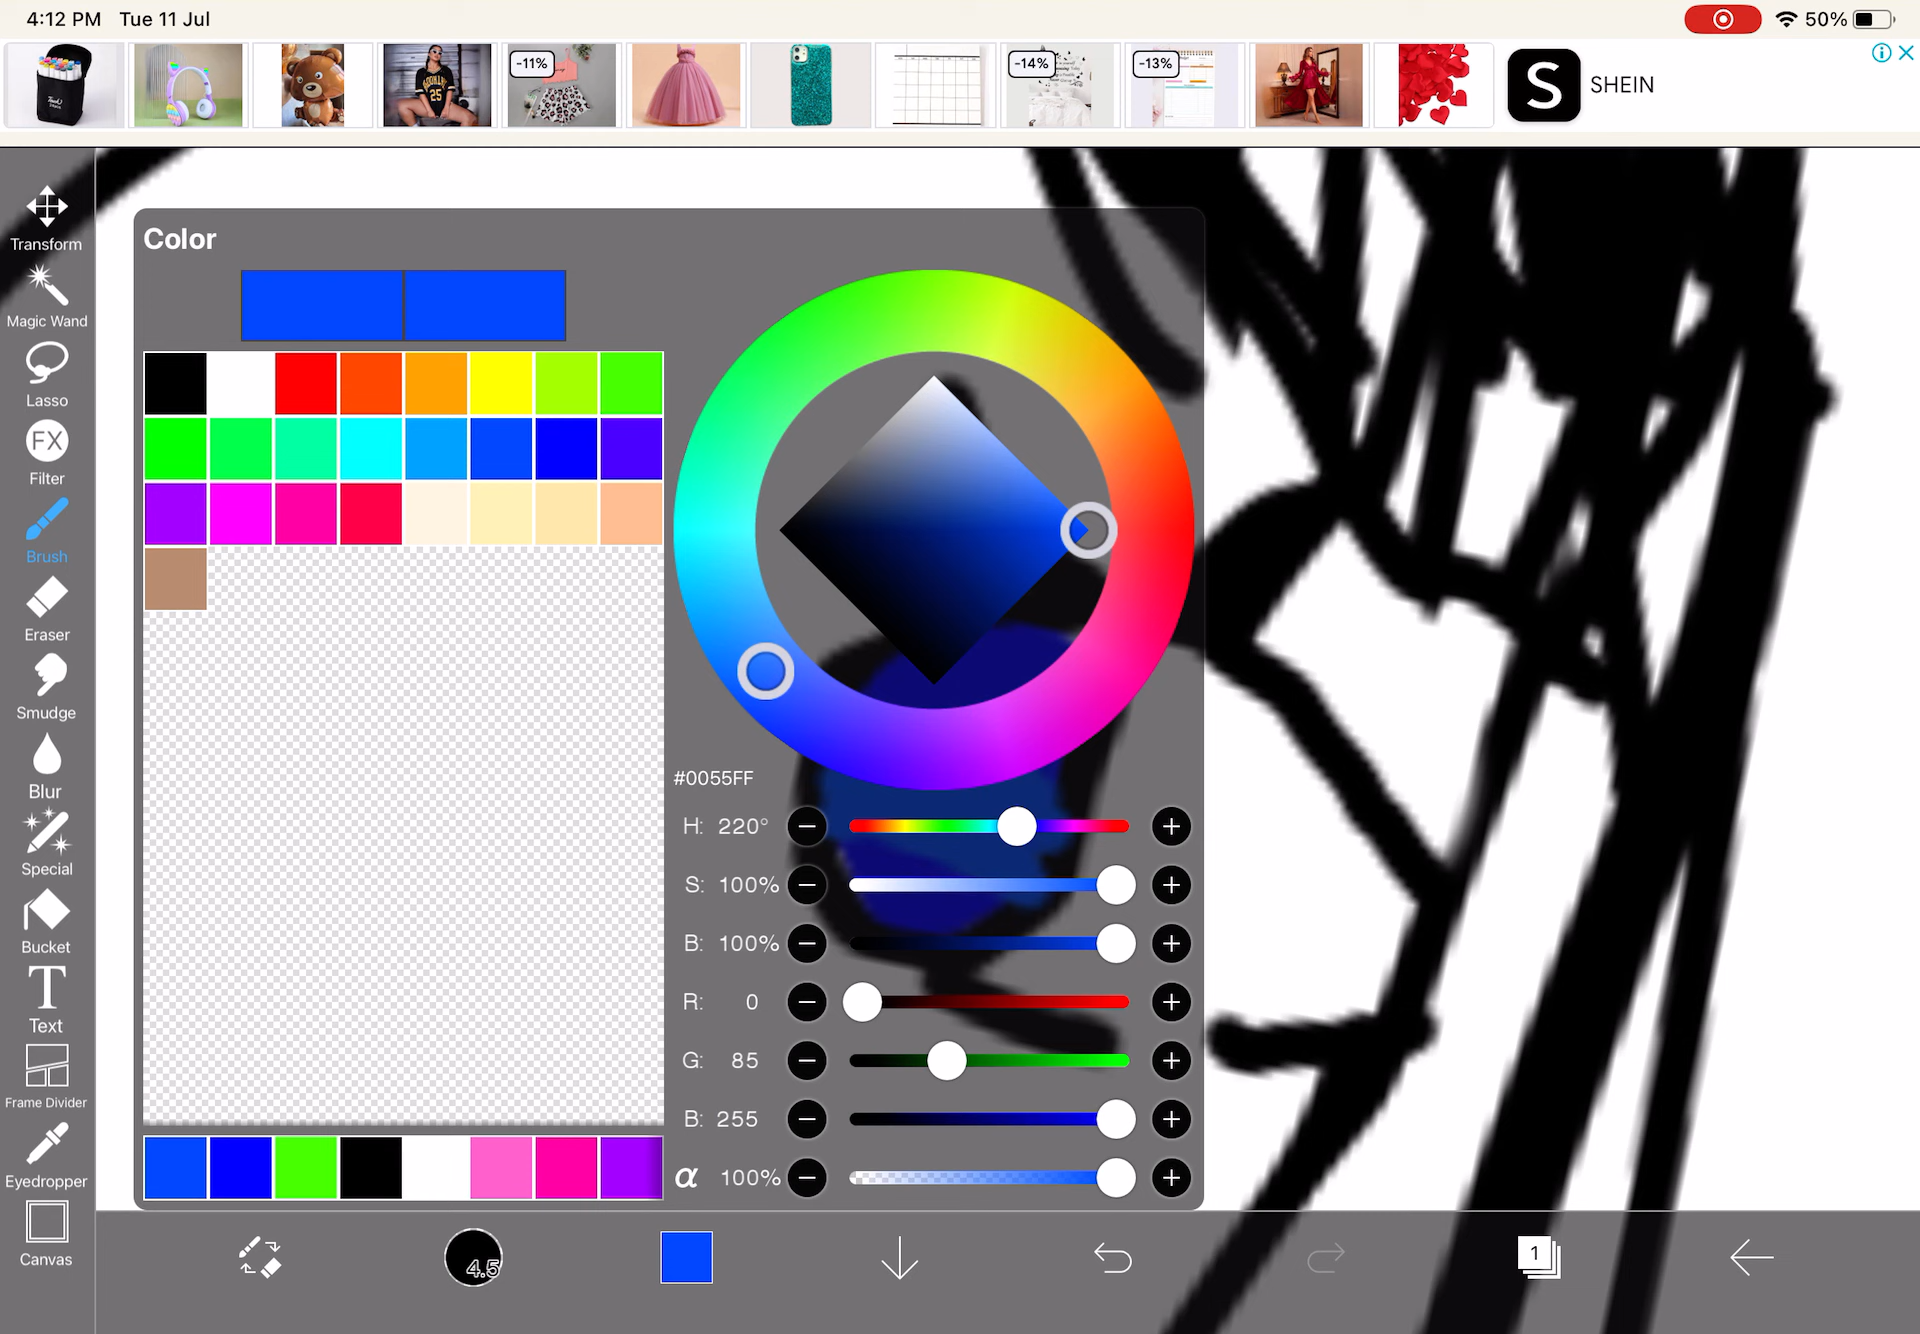 4:12 PM Tue 11 Jul
50%
-11%
-14%
-13%
SHEIN
S
25
Color
Transform
Magic Wand
Lasso
FX
Filter
Brush
Eraser
Smudge
Blur
Special
Bucket
T
Text
Frame Divider
Eyedropper
Canvas
#0055FF
H: 220°
S: 100%
B: 100%
R: 0
G: 85
B: 255
α 100%
4.5
1